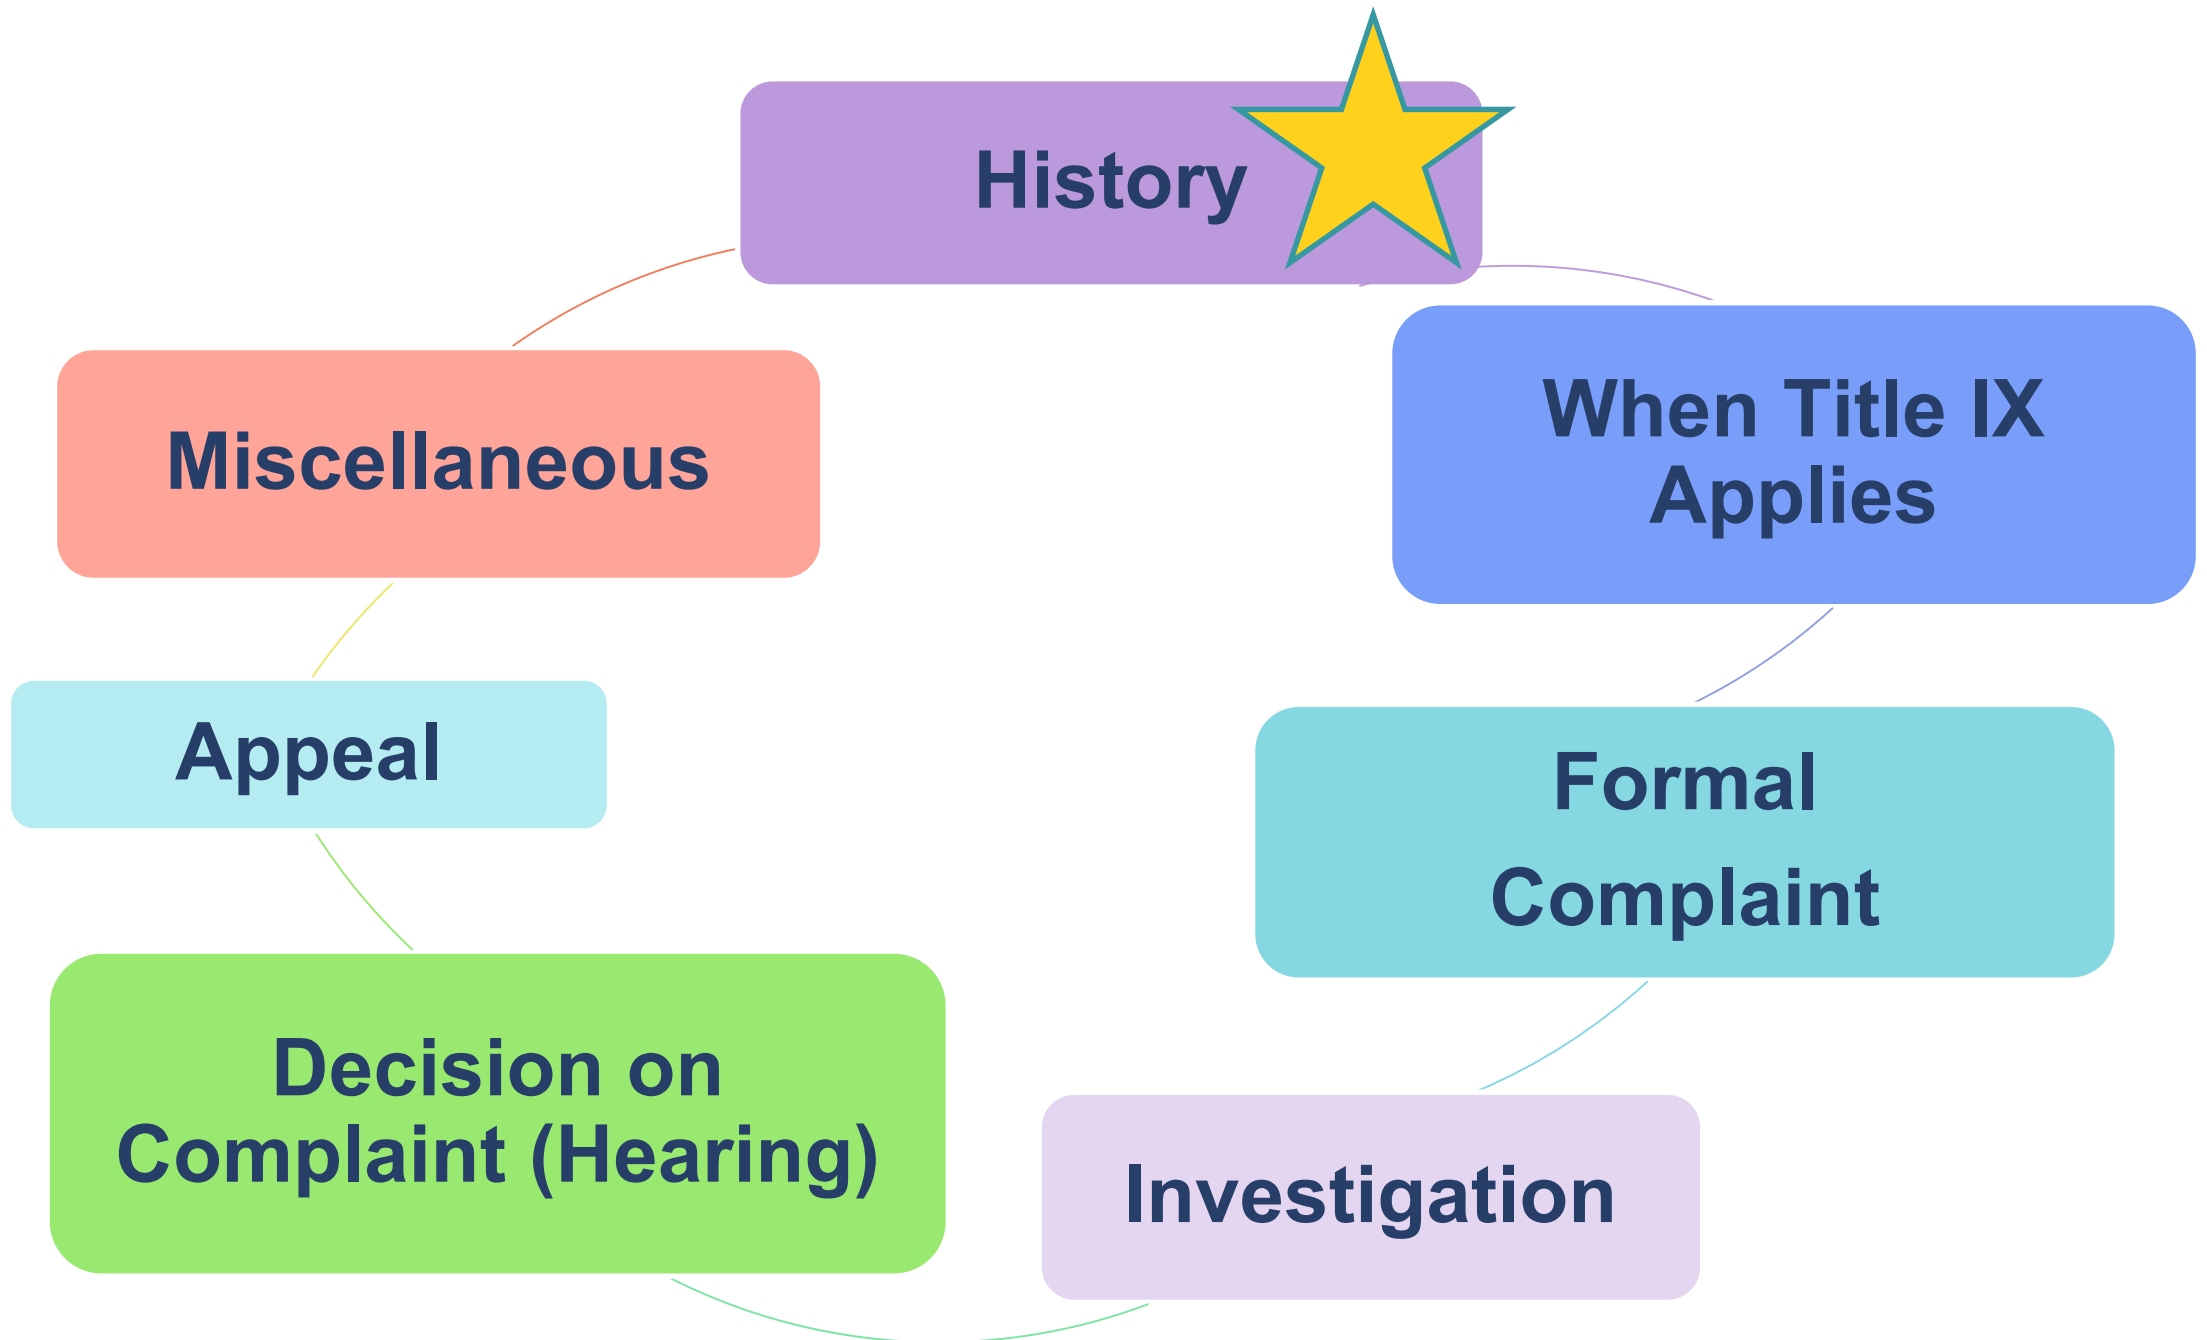 History
When Title IX
Applies
Formal
Complaint
Investigation
Decision on
Complaint (Hearing)
Appeal
Miscellaneous